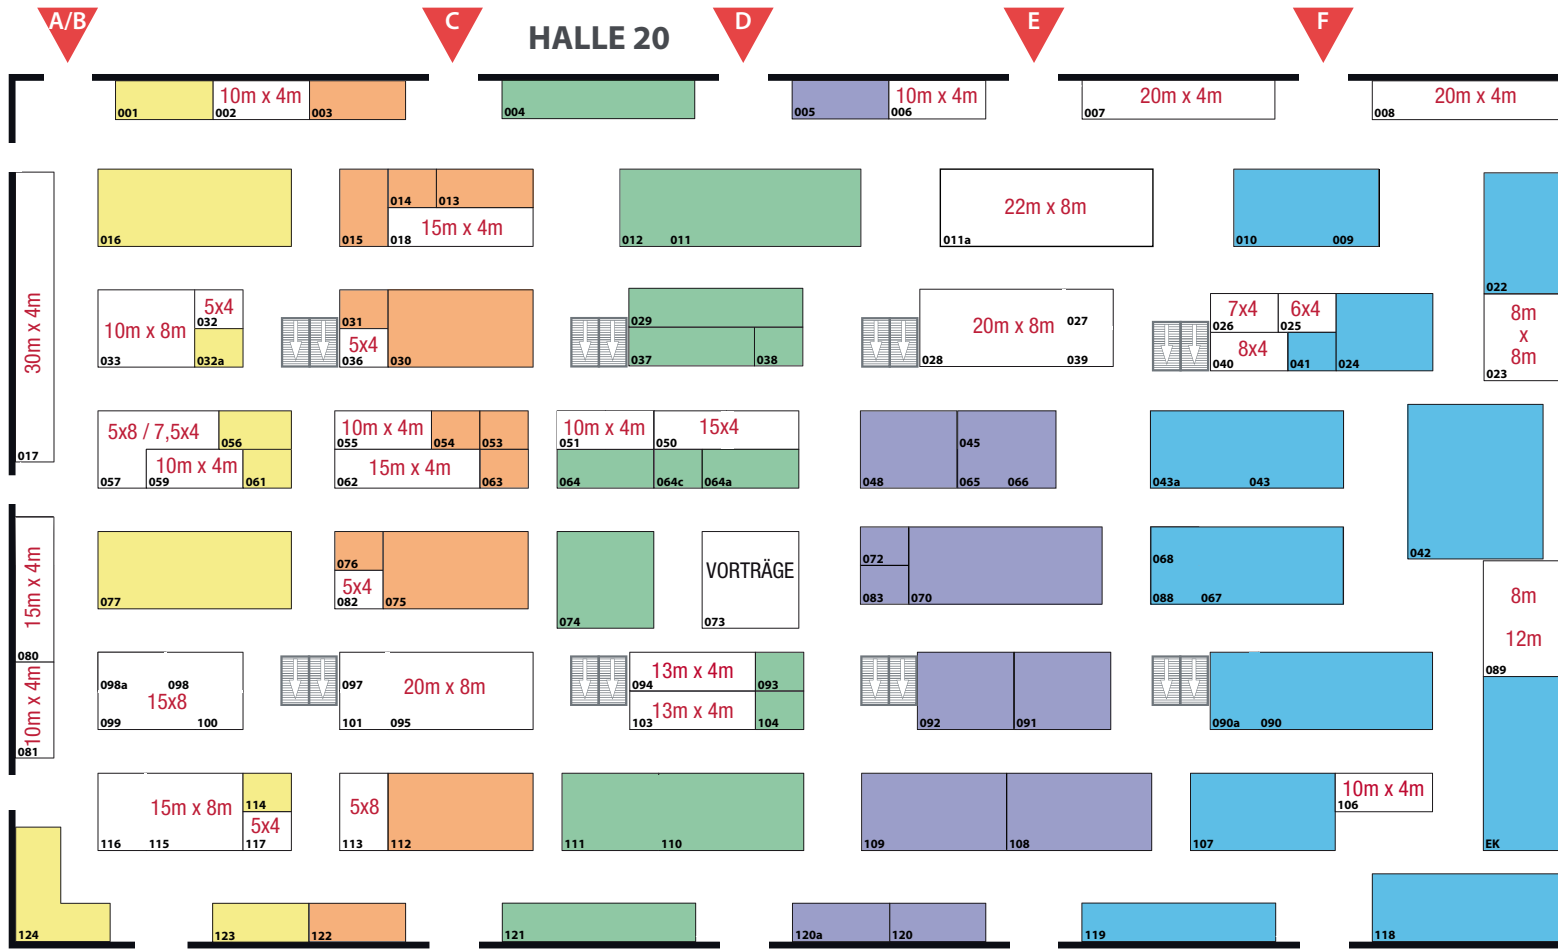 A/B C D E F
HALLE 20
10m x 4m 10m x 4m 20m x 4m 20m x 4m
001 002 003 004 005 006 007 008
014 013
15m x 4m 22m x 8m
016 015 018 012 011 011a 010 009
30m x 4m
022
5x4 7x4 6x4
031 029 027 026 025
10m x 8m 032 20m x 8m 8m
5x4 8x4 x
8m
033 032a 036 030 037 038 028 039 040 041 024 023
5x8 / 7,5x4 056 10m x 4m 054 053 10m x 4m 15x4 045
055 051 050
10m x 4m 15m x 4m
017
057 059 061 062 063 064 064c 064a 048 065 066 043a 043
15m x 4m
076 VORTRÄGE 072 068 042
5x4
077 082 075 083 070 088 067
074 073
8m
12m
080 089
10m x 4m
098a 098 097 20m x 8m 13m x 4m 094 093
15x8 13m x 4m
099 100 101 095 103 104 092 091 090a 090
081
15m x 8m 114 5x8 10m x 4m
5x4 106
116 115 117 113 112 111 110 109 108 107 EK
124 123 122 121 120a 120 119 118